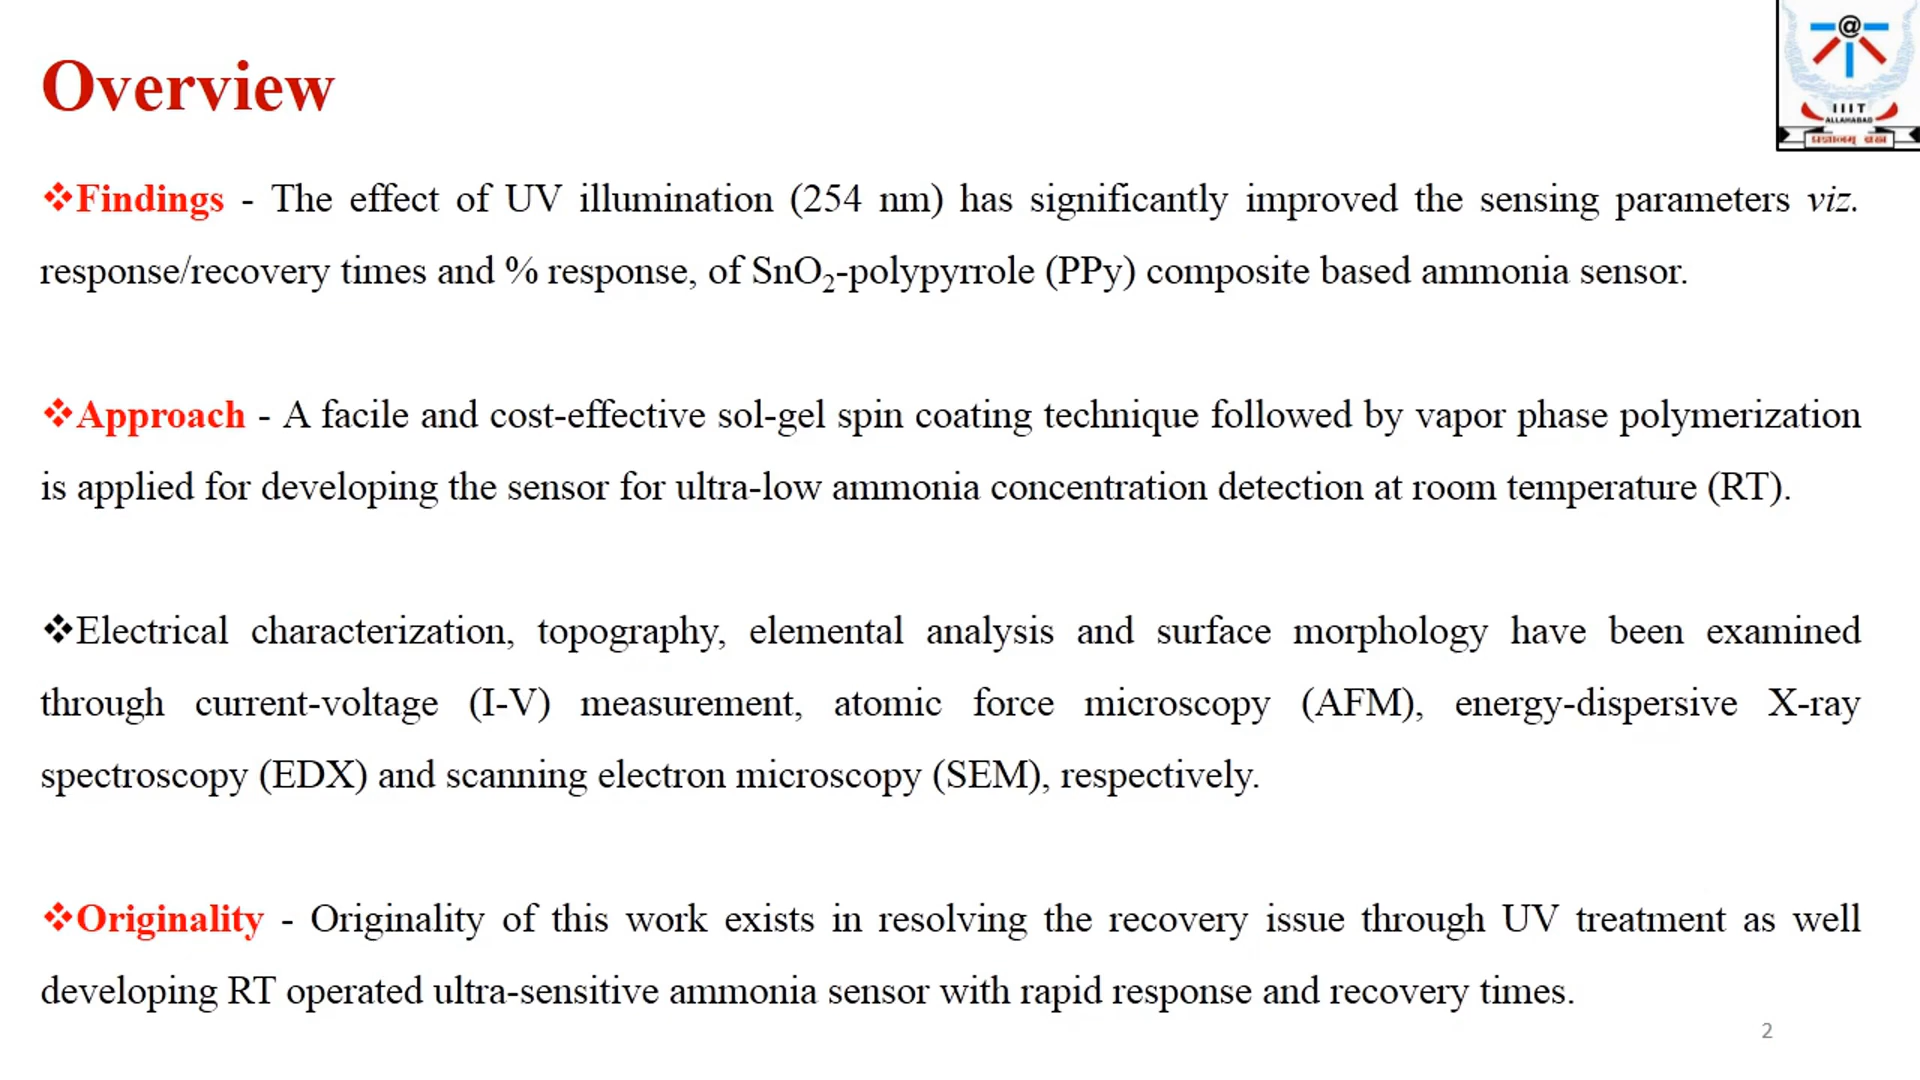 Overview
@
IIIT
ALLAHABAD
❖Findings - The effect of UV illumination (254 nm) has significantly improved the sensing parameters viz.
response/recovery times and % response, of SnO₂-polypyrrole (PPy) composite based ammonia sensor.
❖Approach - A facile and cost-effective sol-gel spin coating technique followed by vapor phase polymerization
is applied for developing the sensor for ultra-low ammonia concentration detection at room temperature (RT).
❖Electrical characterization, topography, elemental analysis and surface morphology have been examined
through current-voltage (I-V) measurement, atomic force microscopy (AFM), energy-dispersive X-ray
spectroscopy (EDX) and scanning electron microscopy (SEM), respectively.
❖Originality - Originality of this work exists in resolving the recovery issue through UV treatment as well
developing RT operated ultra-sensitive ammonia sensor with rapid response and recovery times.
2